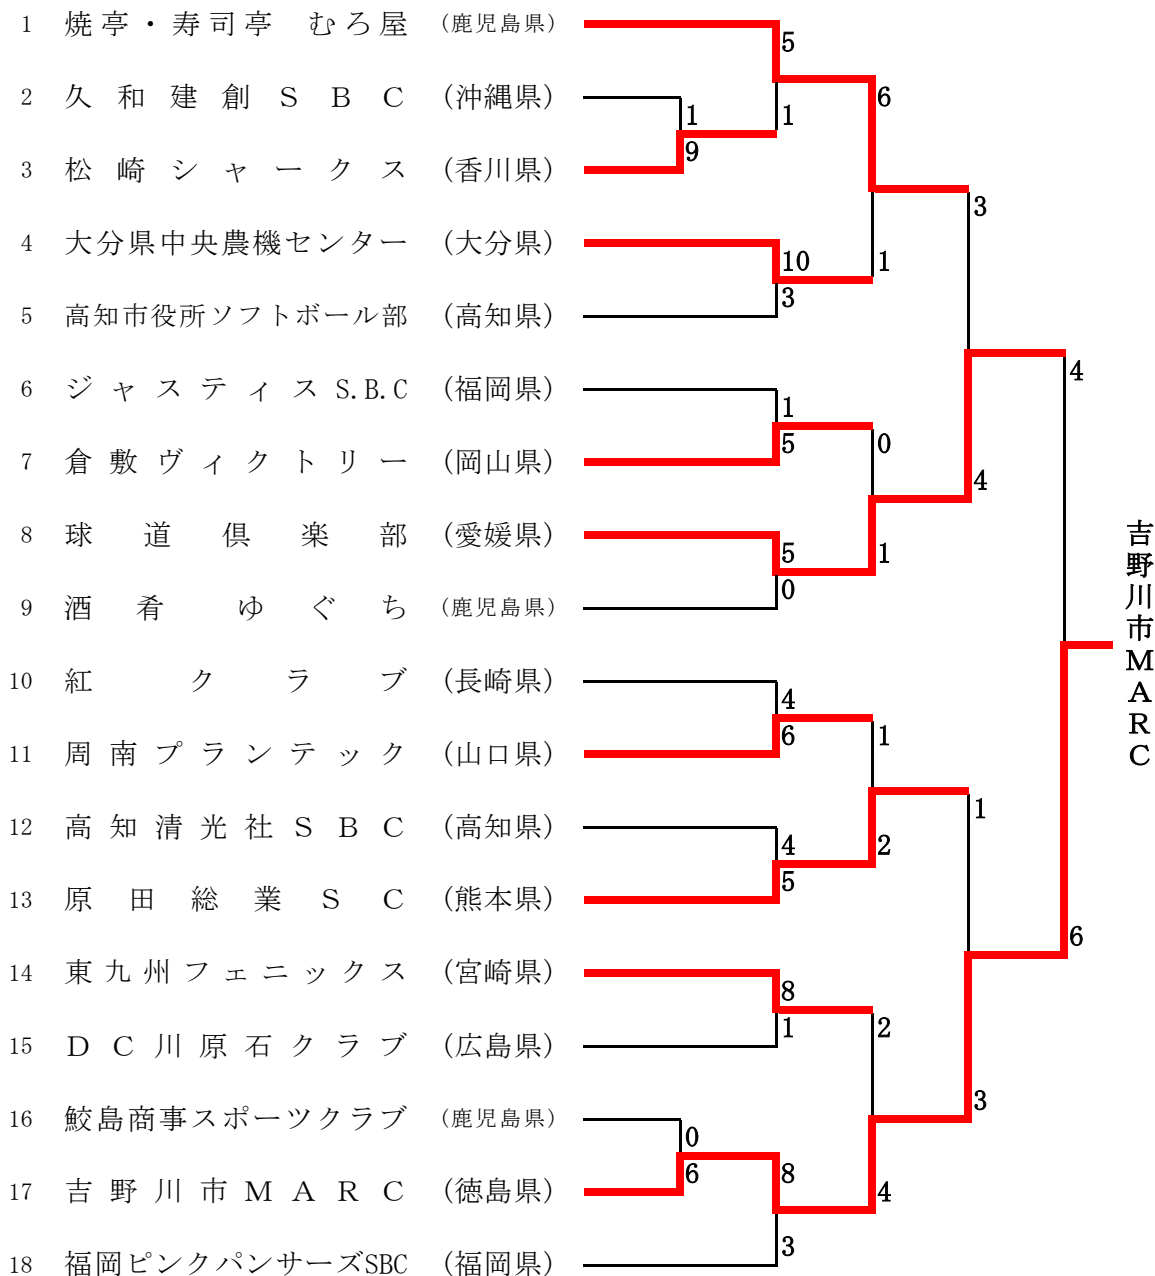 1 焼亭・寿司亭 むろ屋 (鹿児島県)
5
2 久和建創SBC (沖縄県)
6
1
1
9
3 松崎シャークス (香川県)
3
4 大分県中央農機センター (大分県)
10
1
3
5 高知市役所ソフトボール部 (高知県)
4
6 ジャスティスS.B.C (福岡県)
1
0
5
7 倉敷ヴィクトリー (岡山県)
4
8 球道倶楽部 (愛媛県)
5
1
0
9 酒肴 ゆぐち (鹿児島県)
吉野川市MARC
10 紅クラブ (長崎県)
4
1
6
11 周南プランテック (山口県)
1
12 高知清光社SBC (高知県)
4
2
5
13 原田総業SC (熊本県)
6
14 東九州フェニックス (宮崎県)
8
2
1
15 DC川原石クラブ (広島県)
3
16 鮫島商事スポーツクラブ (鹿児島県)
0
6
8
4
17 吉野川市MARC (徳島県)
3
18 福岡ピンクパンサーズSBC (福岡県)